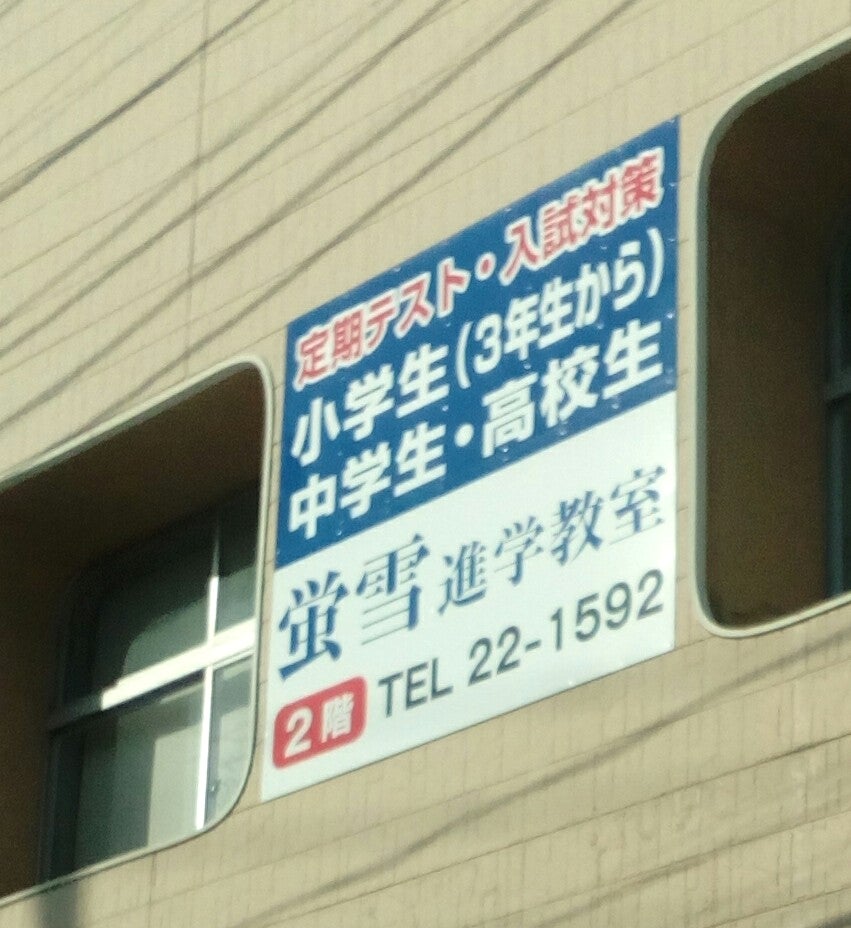 定期テスト・入試対策
小学生(3年生から)
中学生・高校生
蛍雪進学教室
2階 TEL 22-1592